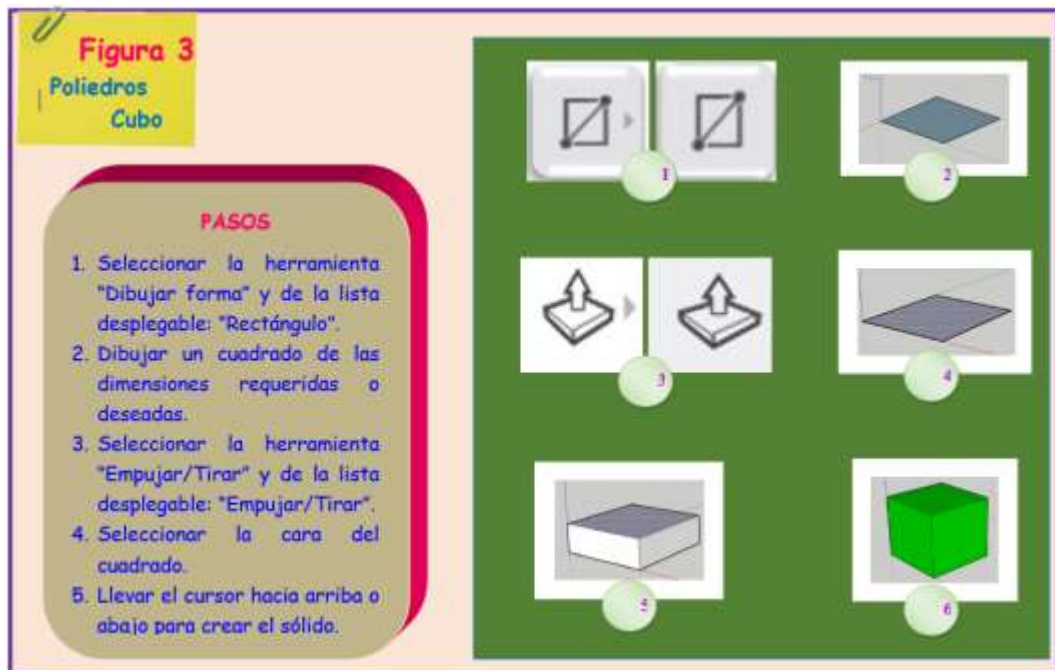 Figura 3
Poliedros
Cubo
PASOS
1. Seleccionar la herramienta
"Dibujar forma" y de la lista
desplegable: "Rectángulo".
2. Dibujar un cuadrado de las
dimensiones requeridas o
deseadas.
3. Seleccionar la herramienta
"Empujar/Tirar" y de la lista
desplegable: "Empujar/Tirar".
4. Seleccionar la cara del
cuadrado.
5. Llevar el cursor hacia arriba o
abajo para crear el sólido.
1
2
3
4
5
6